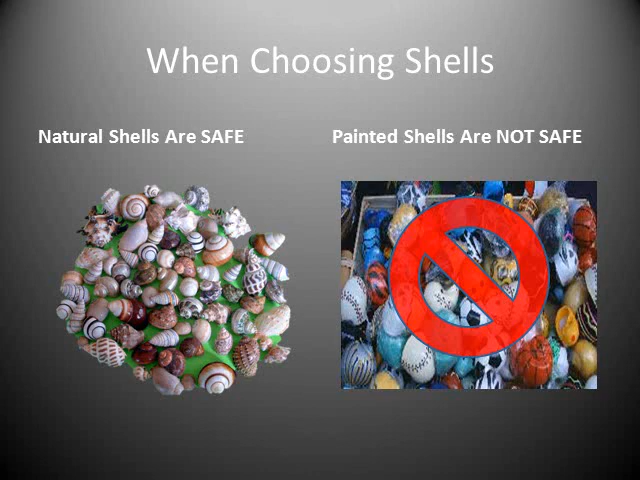 When Choosing Shells
Natural Shells Are SAFE
Painted Shells Are NOT SAFE